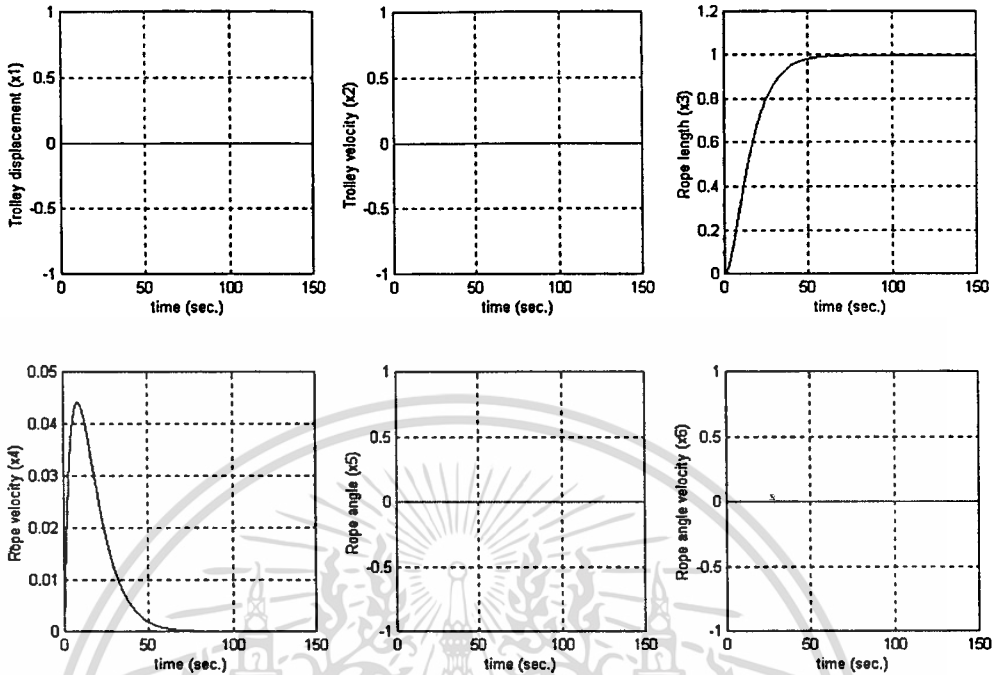 Trolley displacement (x1)
1
0.5
0
-0.5
-1
0 50 100 150
time (sec.)
Trolley velocity (x2)
1
0.5
0
-0.5
-1
0 50 100 150
time (sec.)
Rope length (x3)
1.2
1
0.8
0.6
0.4
0.2
0
0 50 100 150
time (sec.)
Rope velocity (x4)
0.05
0.04
0.03
0.02
0.01
0
0 50 100 150
time (sec.)
Rope angle (x5)
1
0.5
0
-0.5
-1
0 50 100 150
time (sec.)
Rope angle velocity (x6)
1
0.5
0
-0.5
-1
0 50 100 150
time (sec.)